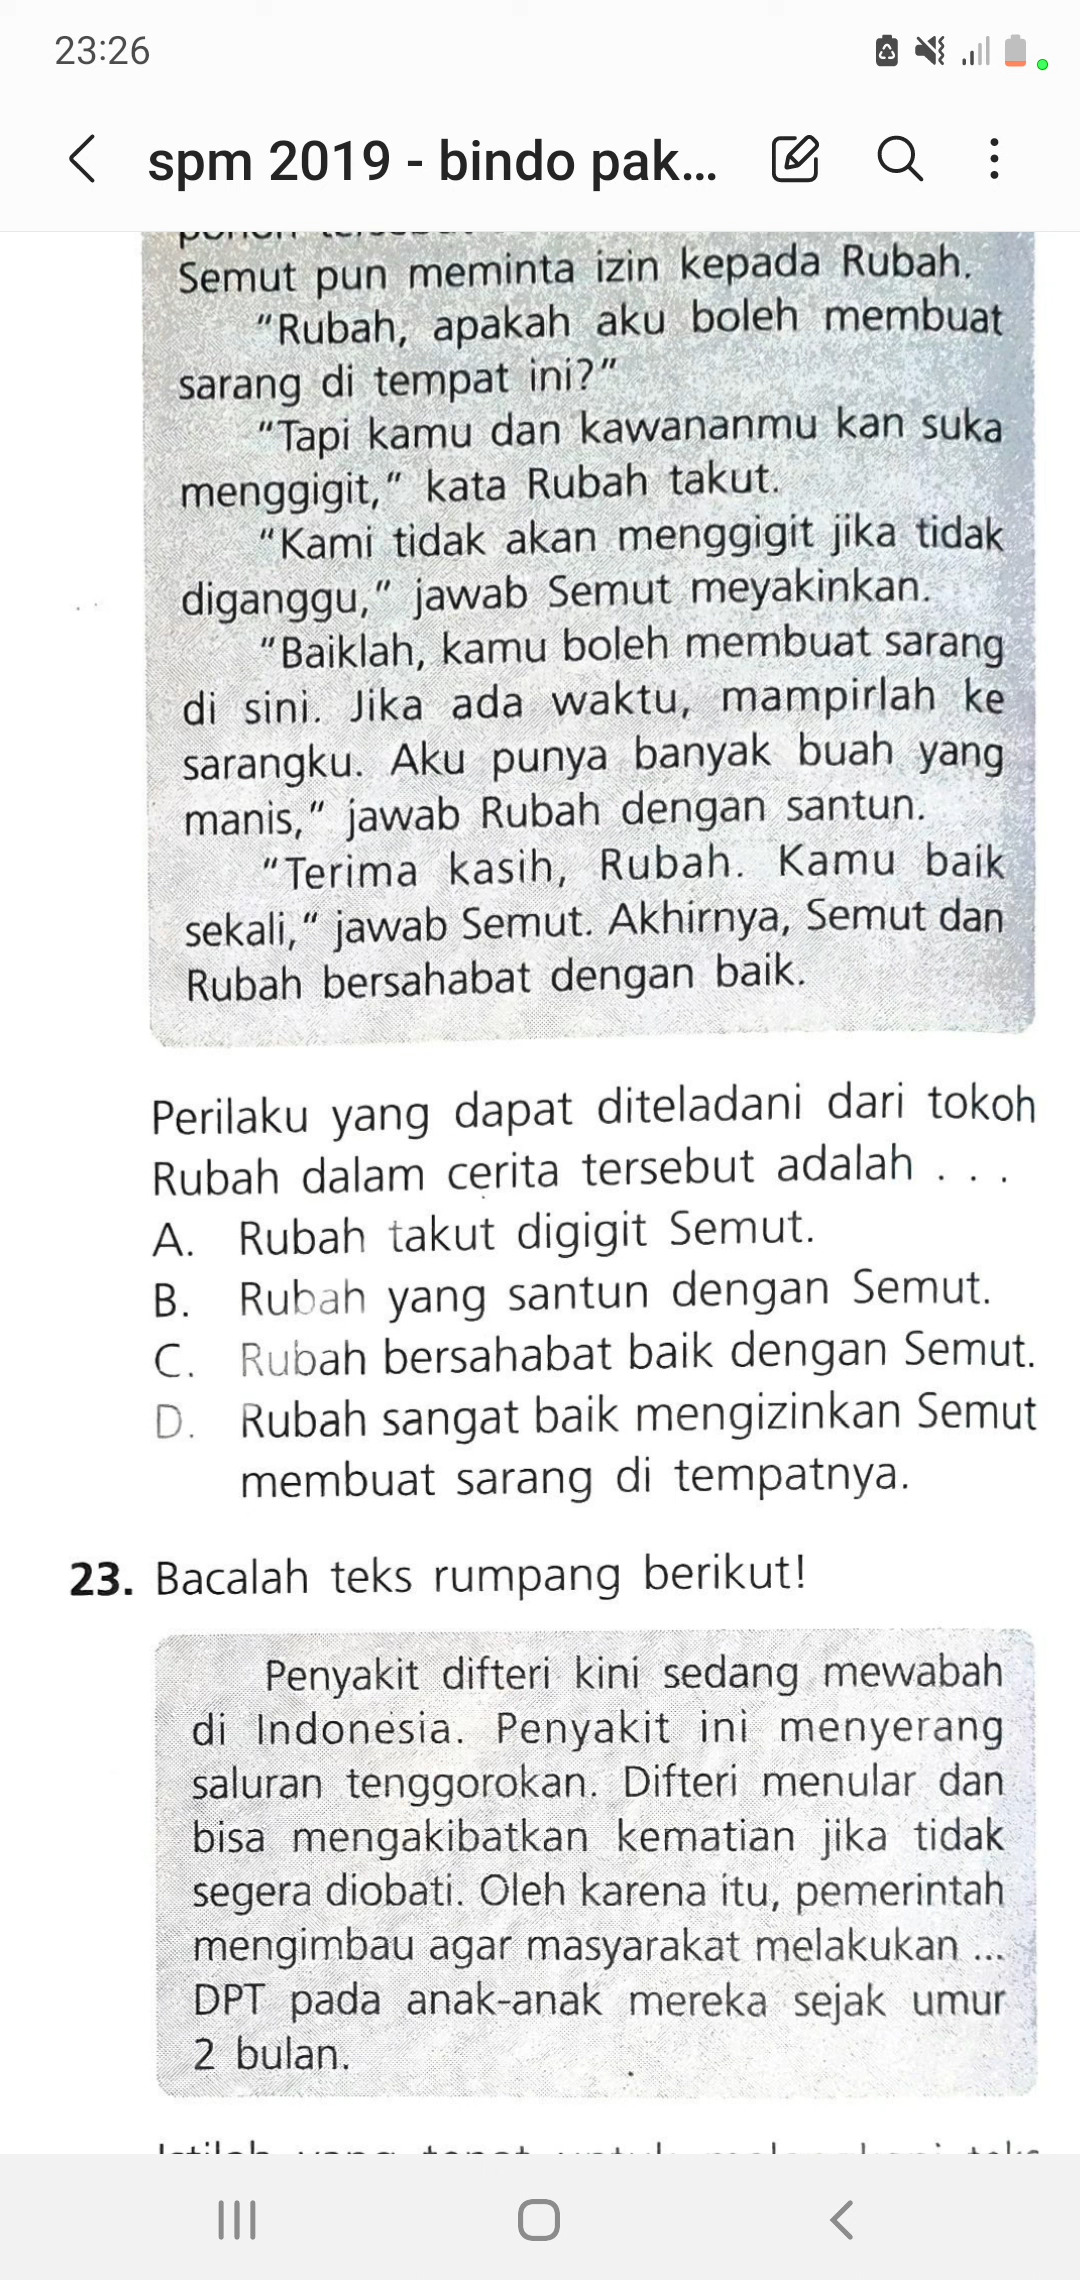 23:26
spm 2019 - bindo pak...
Semut pun meminta izin kepada Rubah.
"Rubah, apakah aku boleh membuat
sarang di tempat ini?"
"Tapi kamu dan kawananmu kan suka
menggigit," kata Rubah takut.
"Kami tidak akan menggigit jika tidak
diganggu," jawab Semut meyakinkan.
"Baiklah, kamu boleh membuat sarang
di sini. Jika ada waktu, mampirlah ke
sarangku. Aku punya banyak buah yang
manis," jawab Rubah dengan santun.
"Terima kasih, Rubah. Kamu baik
sekali," jawab Semut. Akhirnya, Semut dan
Rubah bersahabat dengan baik.
Perilaku yang dapat diteladani dari tokoh
Rubah dalam cerita tersebut adalah . . .
A. Rubah takut digigit Semut.
B. Rubah yang santun dengan Semut.
C. Rubah bersahabat baik dengan Semut.
D. Rubah sangat baik mengizinkan Semut
membuat sarang di tempatnya.
23. Bacalah teks rumpang berikut!
Penyakit difteri kini sedang mewabah
di Indonesia. Penyakit ini menyerang
saluran tenggorokan. Difteri menular dan
bisa mengakibatkan kematian jika tidak
segera diobati. Oleh karena itu, pemerintah
mengimbau agar masyarakat melakukan ...
DPT pada anak-anak mereka sejak umur
2 bulan.